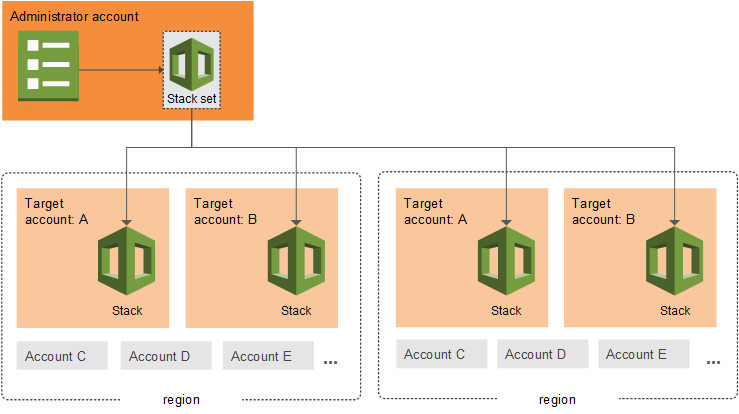 Administrator account
Stack set
Target
account: A
Stack
Target
account: B
Stack
Account C
Account D
Account E
...
region
Target
account: A
Stack
Target
account: B
Stack
Account C
Account D
Account E
...
region